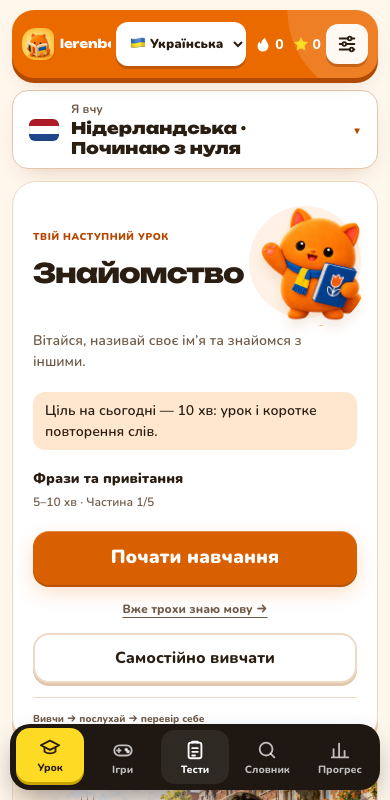 Українська
0
0
Я вчу
Нідерландська ·
Починаю з нуля
ТВІЙ НАСТУПНИЙ УРОК
Знайомство
Вітайся, називай своє ім’я та знайомся з
іншими.
Ціль на сьогодні — 10 хв: урок і коротке
повторення слів.
Фрази та привітання
5–10 хв · Частина 1/5
Почати навчання
Вже трохи знаю мову →
Самостійно вивчати
Вивчи → послухай → перевір себе
Урок
Ігри
Тести
Словник
Прогрес